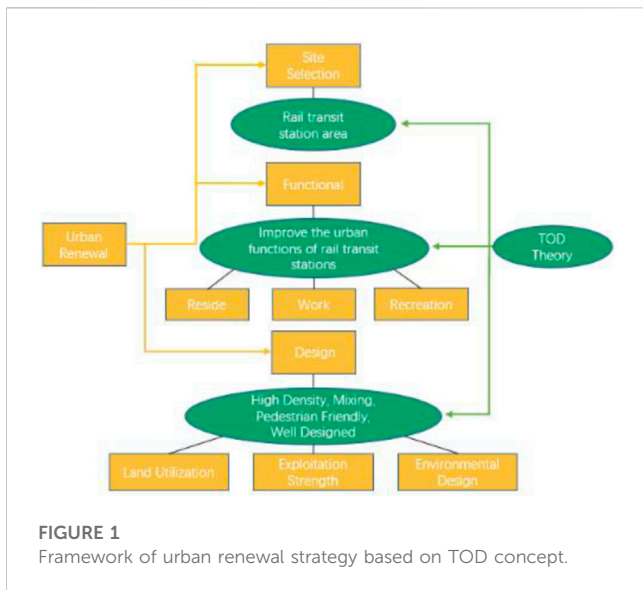 Site
Selection
Rail transit
station area
Functional
Urban
Renewal
Improve the urban
functions of rail transit
stations
TOD
Theory
Reside
Work
Recreation
Design
High Density, Mixing,
Pedestrian Friendly,
Well Designed
Land Utilization
Exploitation
Strength
Environmental
Design
FIGURE 1
Framework of urban renewal strategy based on TOD concept.